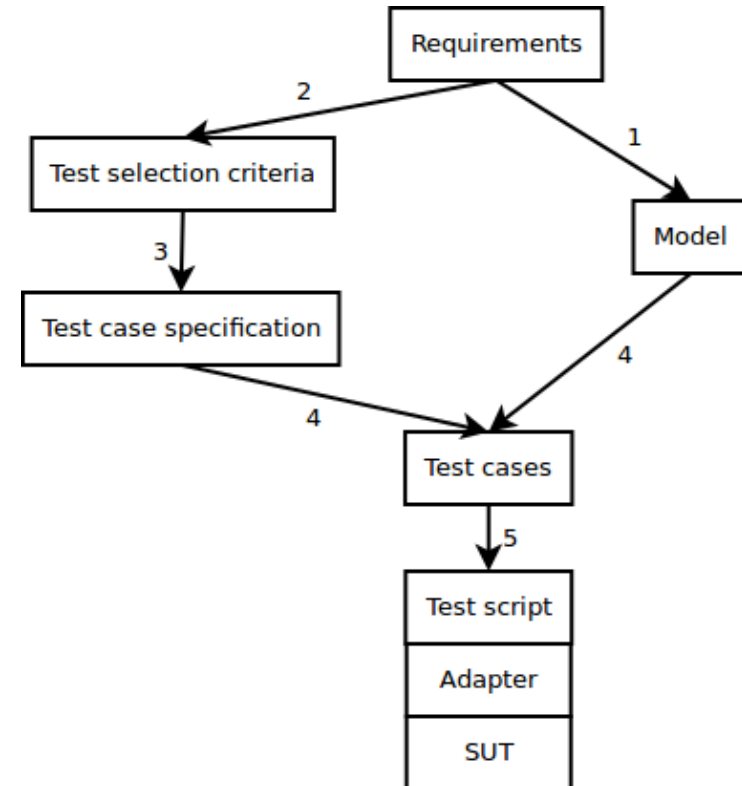 Requirements
2
1
Test selection criteria
Model
3
Test case specification
4
4
Test cases
5
Test script
Adapter
SUT